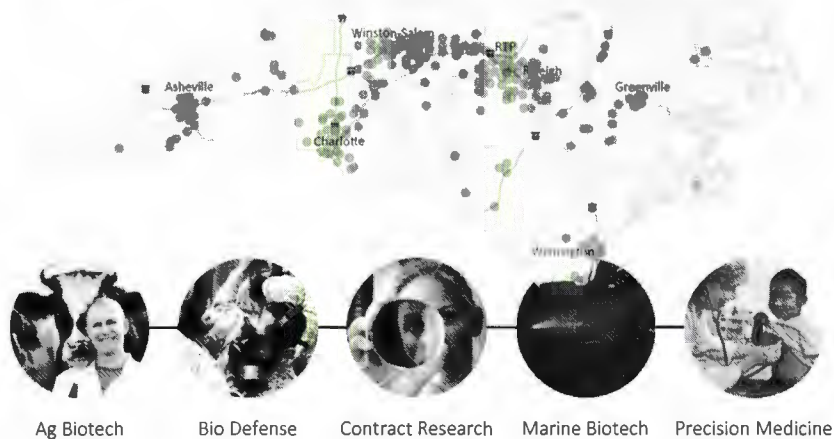 Winston-Salem
RTP
Raleigh
Asheville
Greenville
Charlotte
Wilmington
Ag Biotech
Bio Defense
Contract Research
Marine Biotech
Precision Medicine